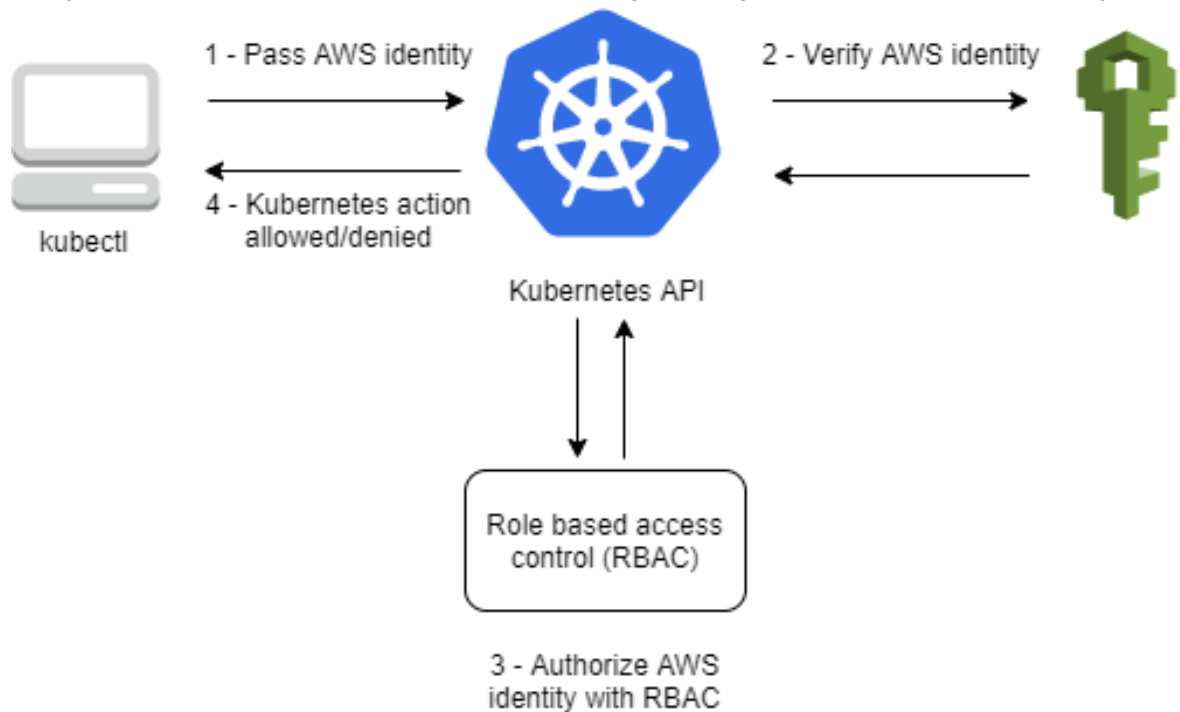 1 - Pass AWS identity
2 - Verify AWS identity
4 - Kubernetes action
allowed/denied
kubectl
Kubernetes API
Role based access
control (RBAC)
3 - Authorize AWS
identity with RBAC